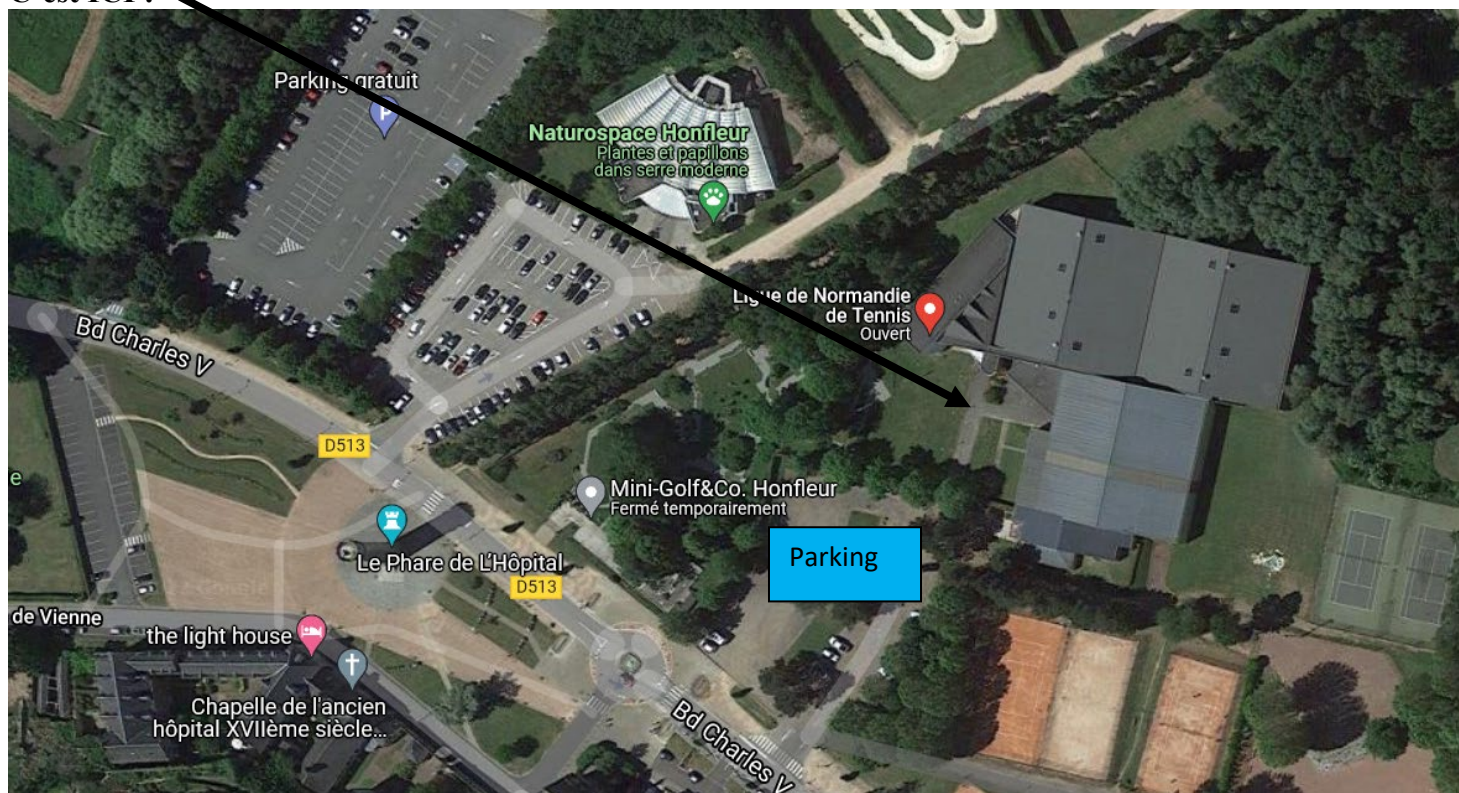 C'est ICI !
Parking gratuit
P
Naturospace Honfleur
Plantes et papillons
dans serre moderne
Ligue de Normandie
de Tennis
Ouvert
Bd Charles V
D513
Mini-Golf&Co. Honfleur
Fermé temporairement
Parking
Le Phare de L'Hôpital
D513
e
de Vienne
the light house
Chapelle de l'ancien
hôpital XVIIème siècle...
Bd Charles V